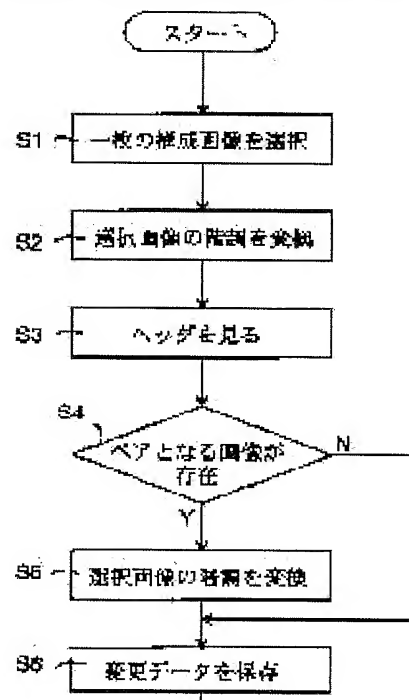 スタート
S1
一枚の構成画像を選択
S2
選択画像の階調を変換
S3
ヘッダを見る
S4
ペアとなる画像が
存在
N
Y
S5
選択画像の階調を変換
S6
変更データを保存